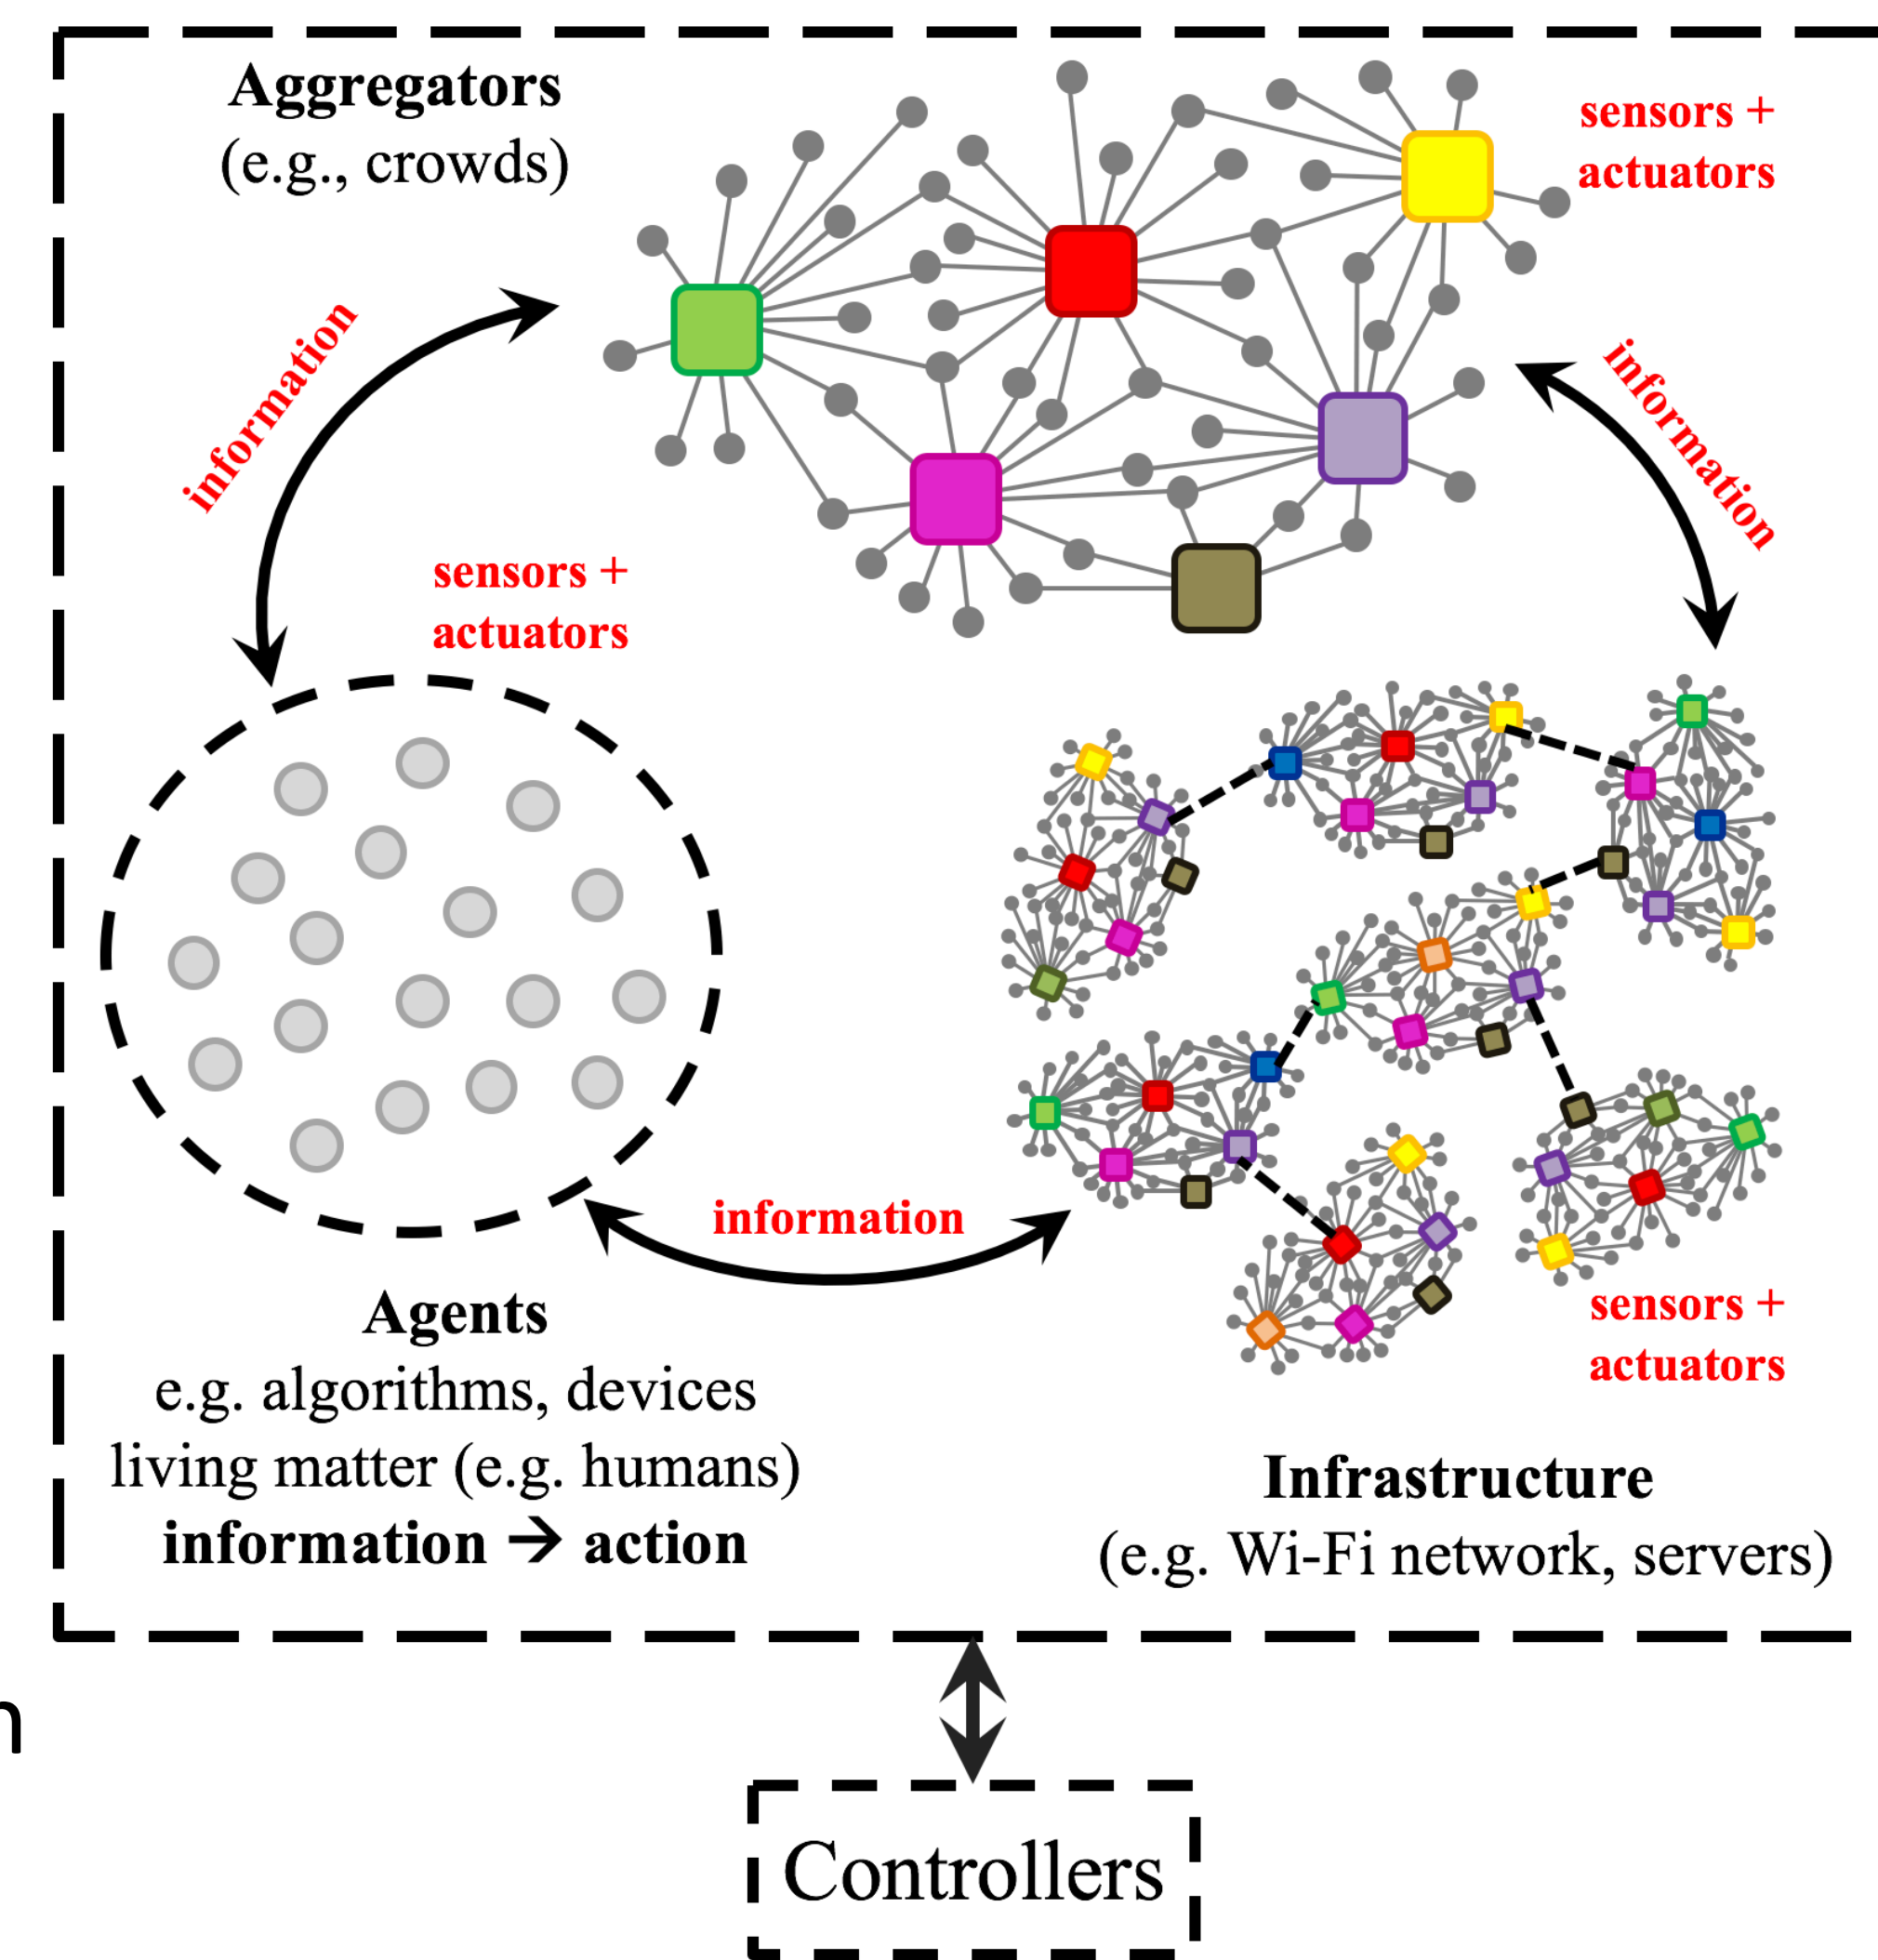 Aggregators
(e.g., crowds)
sensors +
actuators
information
information
sensors +
actuators
information
Agents
e.g. algorithms, devices
living matter (e.g. humans)
information → action
sensors +
actuators
Infrastructure
(e.g. Wi-Fi network, servers)
n
Controllers